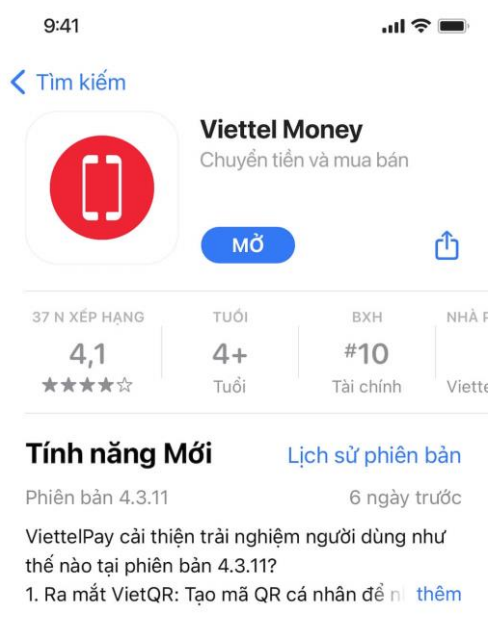 9:41
Tìm kiếm
Viettel Money
Chuyển tiền và mua bán
MỞ
37 N XẾP HẠNG
TUỔI
BXH
NHÀ
4,1
4+
#10
Tuổi
Tài chính
Viette
Tính năng Mới
Lịch sử phiên bản
Phiên bản 4.3.11
6 ngày trước
ViettelPay cải thiện trải nghiệm người dùng như
thế nào tại phiên bản 4.3.11?
1. Ra mắt VietQR: Tạo mã QR cá nhân để thêm